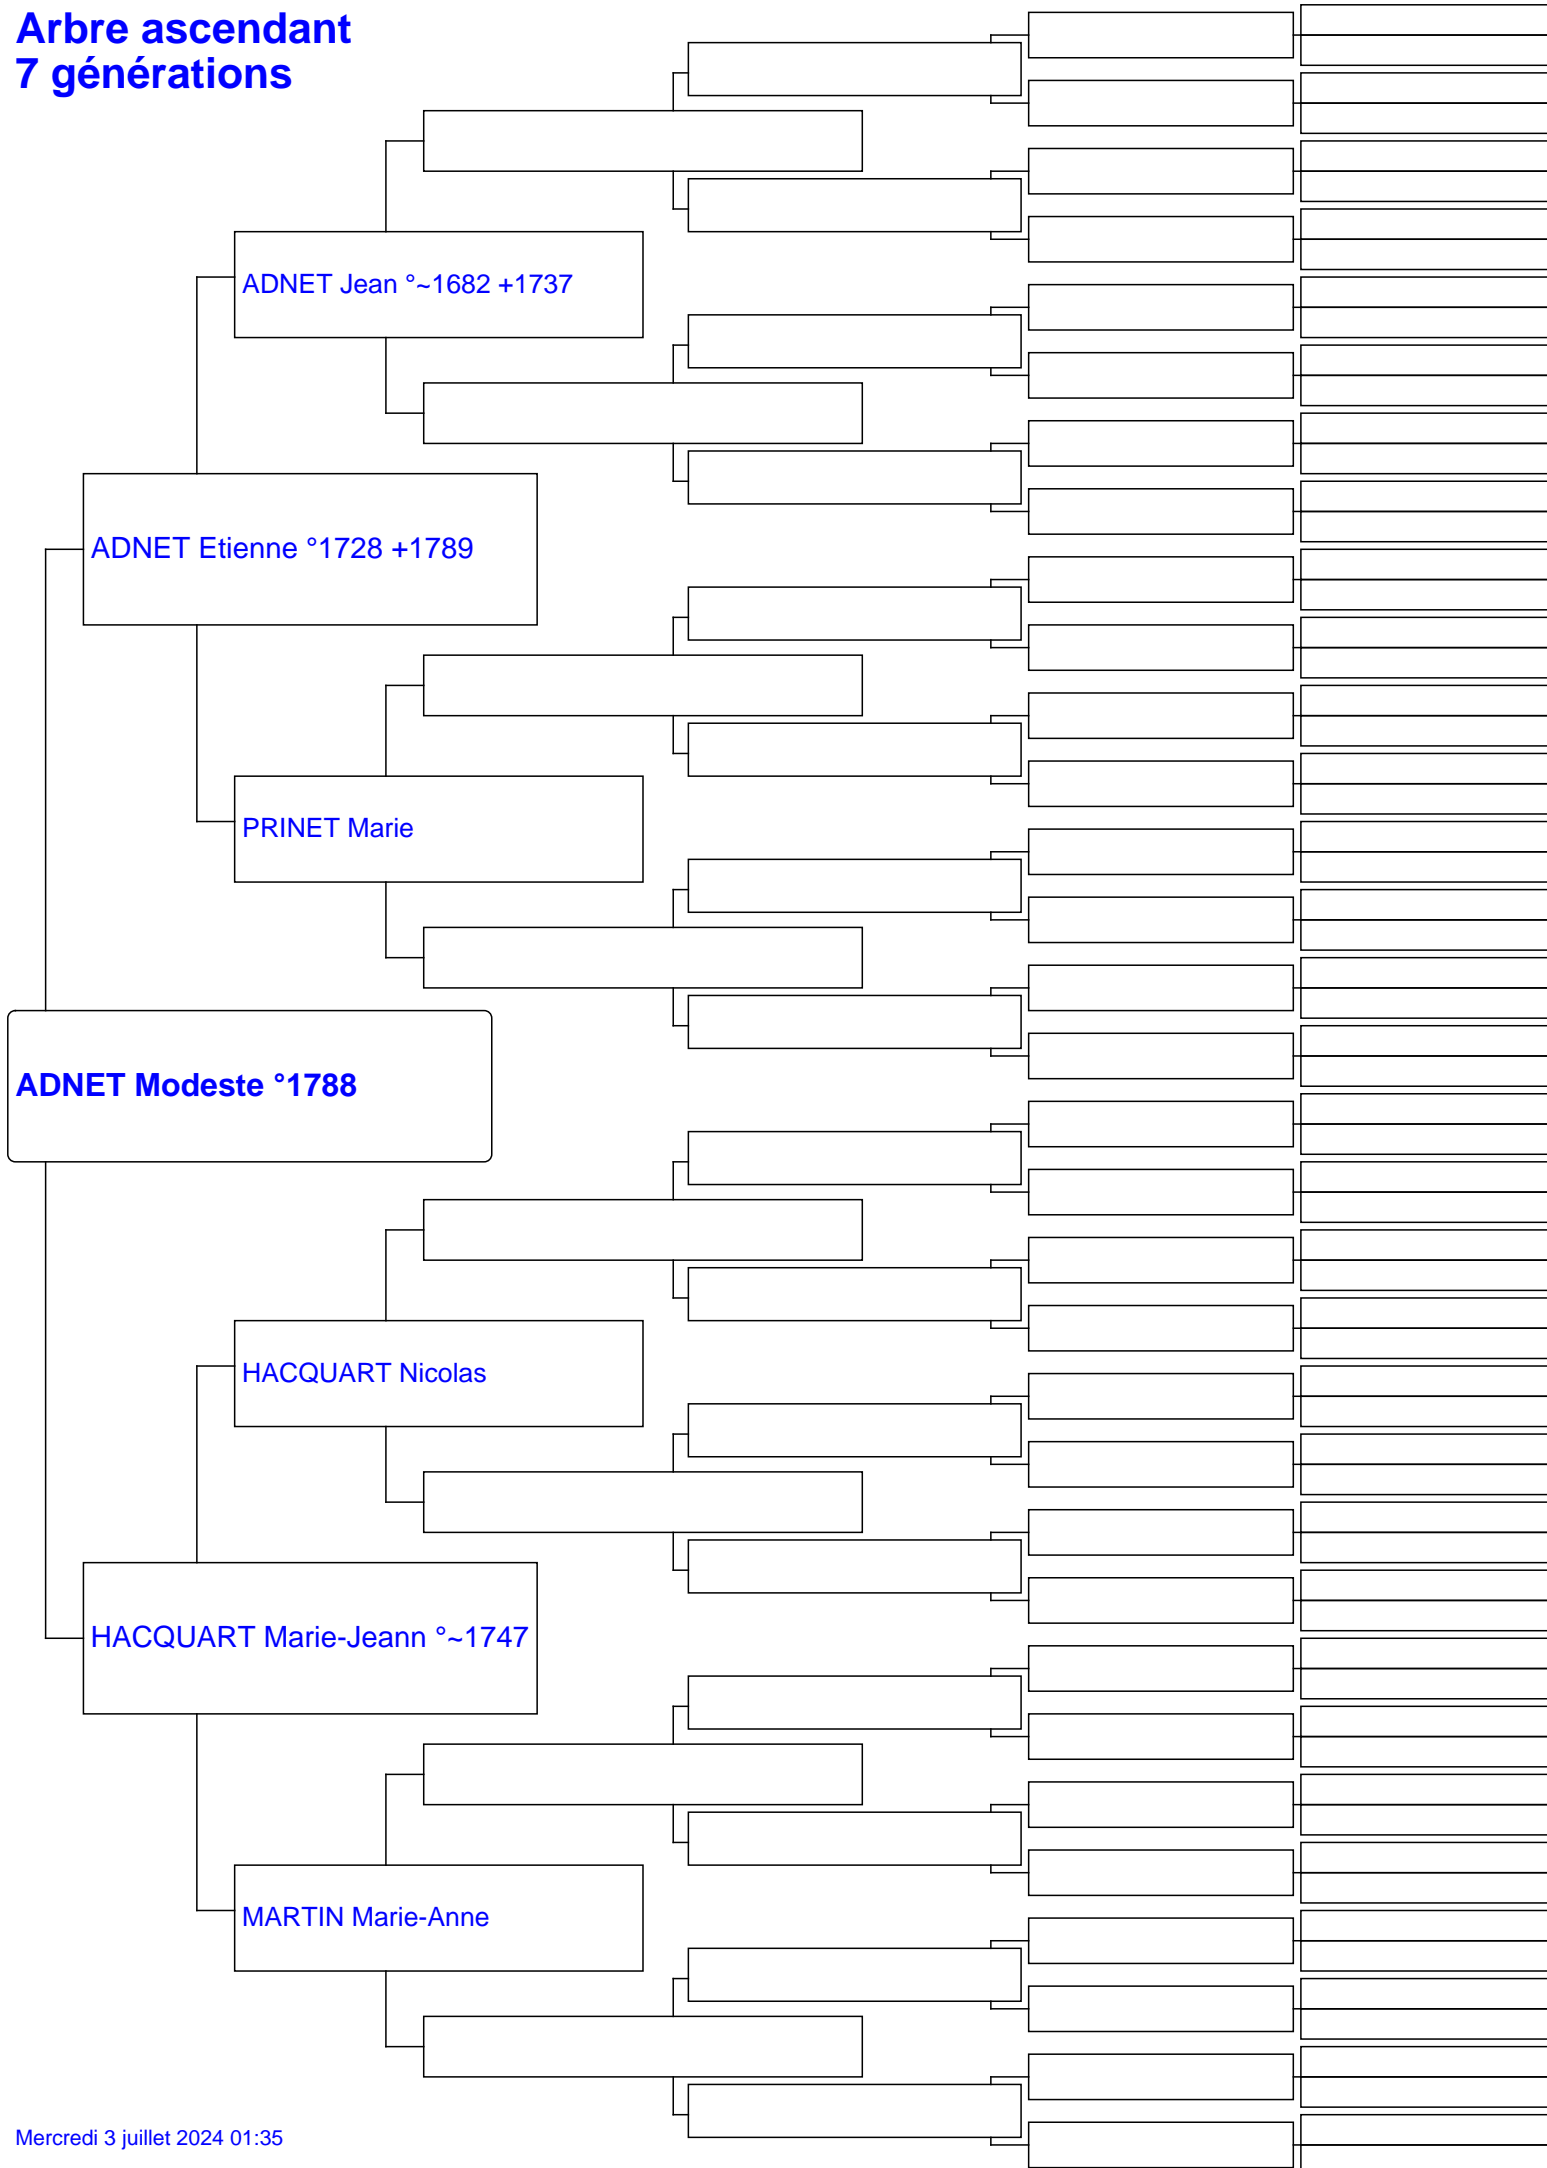 Arbre ascendant
7 générations
ADNET Jean °~1682 +1737
ADNET Etienne °1728 +1789
PRINET Marie
ADNET Modeste °1788
HACQUART Nicolas
HACQUART Marie-Jeann °~1747
MARTIN Marie-Anne
Mercredi 3 juillet 2024 01:35